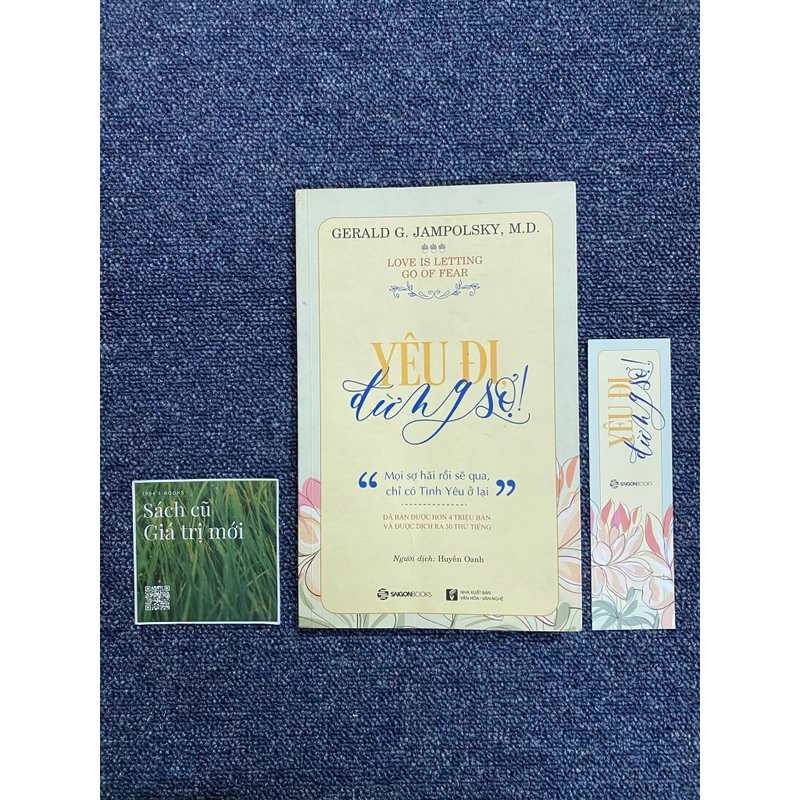 GERALD G. JAMPOLSKY, M.D.
LOVE IS LETTING
GO OF FEAR
YÊU ĐI,
đừng sợ!
“ Mọi sợ hãi rồi sẽ qua,
chỉ có Tình Yêu ở lại ”
ĐÃ BÁN ĐƯỢC HƠN 4 TRIỆU BẢN
VÀ ĐƯỢC DỊCH RA 30 THỨ TIẾNG
Người dịch: Huyền Oanh
SAIGONBOOKS
NHÀ XUẤT BẢN
VĂN HÓA - VĂN NGHỆ
1984'S BOOKS
Sách cũ
Giá trị mới
YÊU ĐI,
đừng sợ!
SAIGONBOOKS